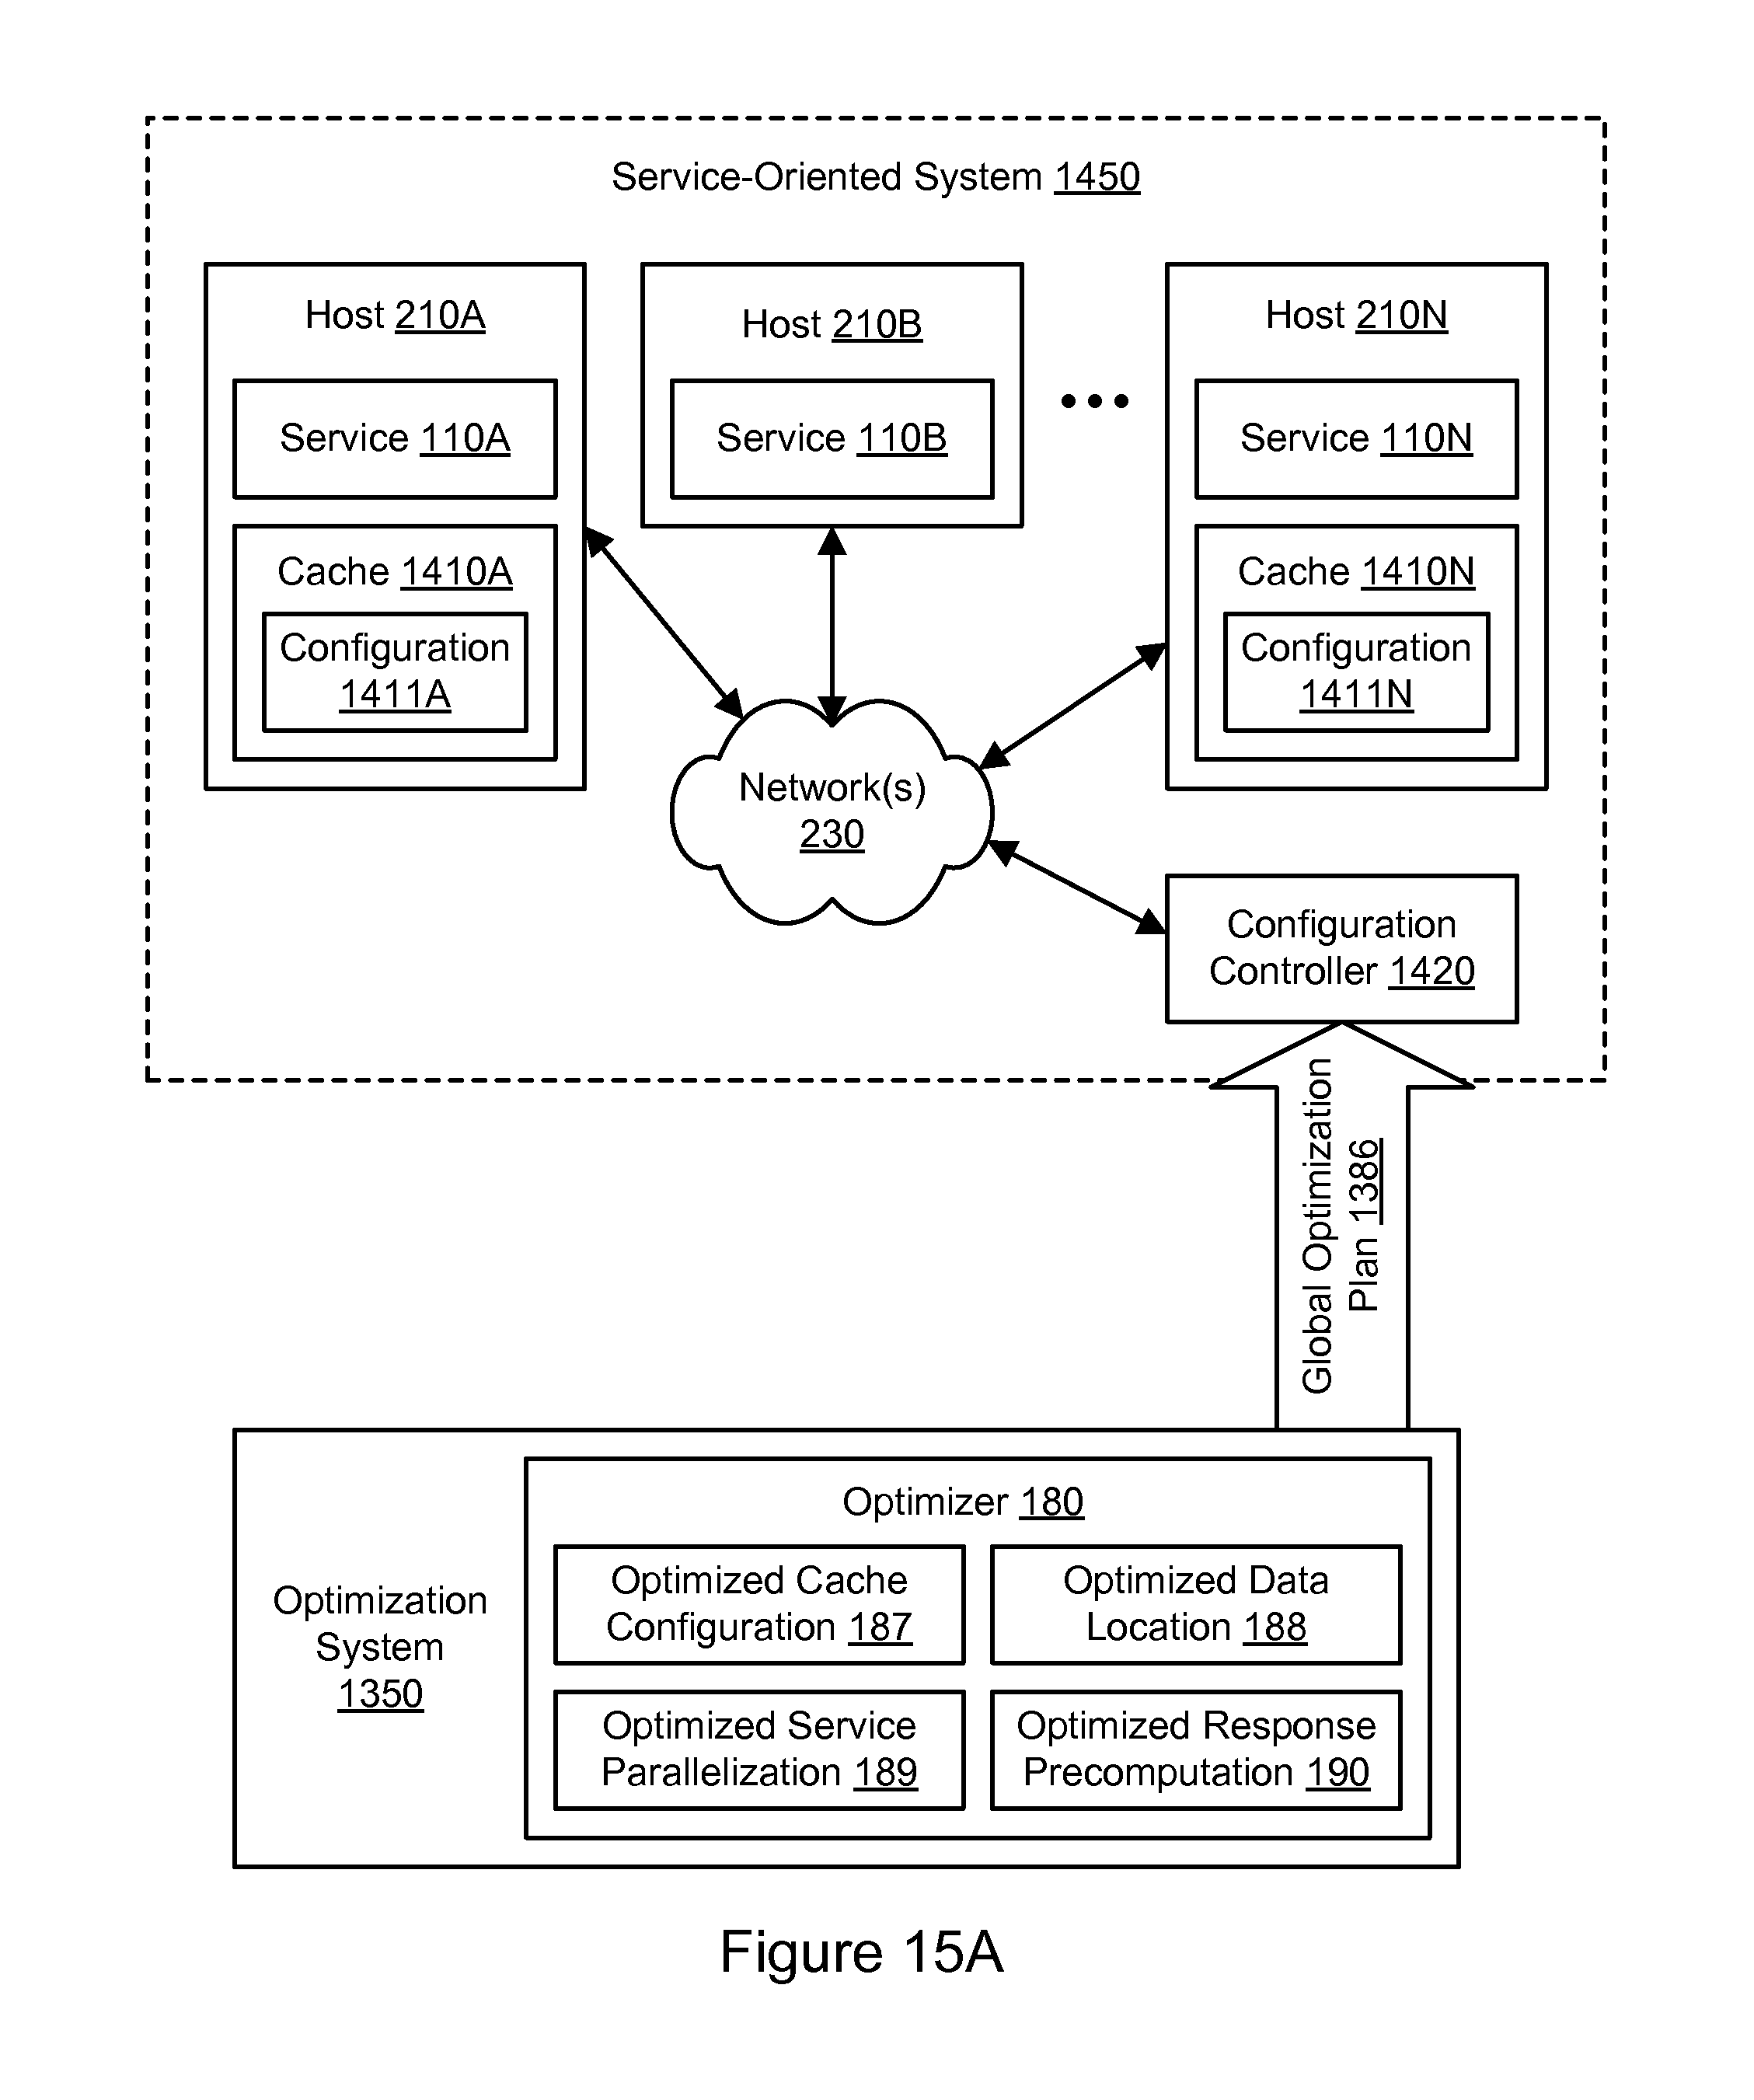 Service-Oriented System 1450
Host 210A
Service 110A
Cache 1410A
Configuration
1411A
Host 210B
Service 110B
•••
Host 210N
Service 110N
Cache 1410N
Configuration
1411N
Network(s)
230
Configuration
Controller 1420
Global Optimization
Plan 1386
Optimization
System
1350
Optimizer 180
Optimized Cache
Configuration 187
Optimized Data
Location 188
Optimized Service
Parallelization 189
Optimized Response
Precomputation 190
Figure 15A